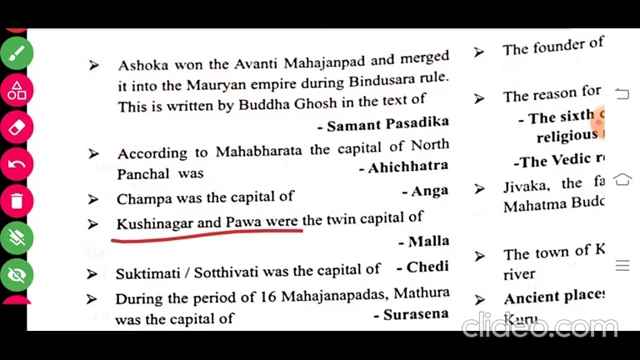 ➤ Ashoka won the Avanti Mahajanpad and merged
it into the Mauryan empire during Bindusara rule.
This is written by Buddha Ghosh in the text of
- Samant Pasadika
➤ According to Mahabharata the capital of North
Panchal was - Ahichhatra
➤ Champa was the capital of - Anga
➤ Kushinagar and Pawa were the twin capital of
- Malla
➤ Suktimati / Sotthivati was the capital of - Chedi
➤ During the period of 16 Mahajanapadas, Mathura
was the capital of - Surasena
➤ The founder of
➤ The reason for
- The sixth
religious
-The Vedic
➤ Jivaka, the
Mahatma
➤ The town of
river
➤ Ancient places
Kuru
clideo.com